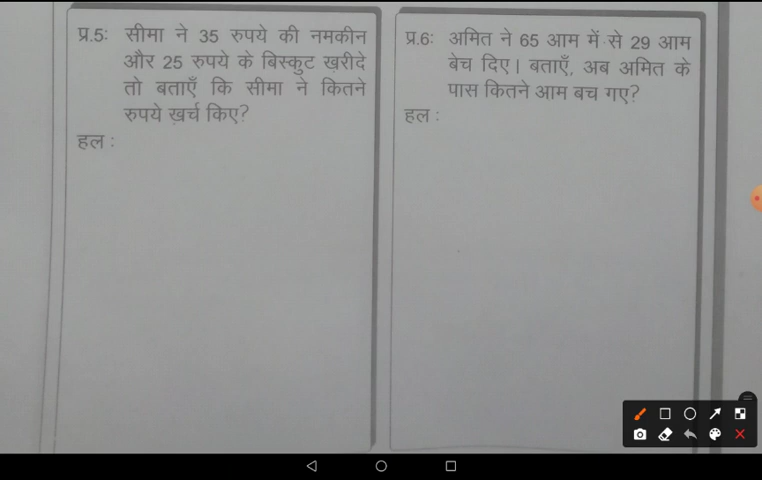 प्र.5: सीमा ने 35 रुपये की नमकीन
और 25 रुपये के बिस्कुट ख़रीदे
तो बताएँ कि सीमा ने कितने
रुपये ख़र्च किए?
हल :
प्र.6: अमित ने 65 आम में से 29 आम
बेच दिए। बताएँ, अब अमित के
पास कितने आम बच गए?
हल :